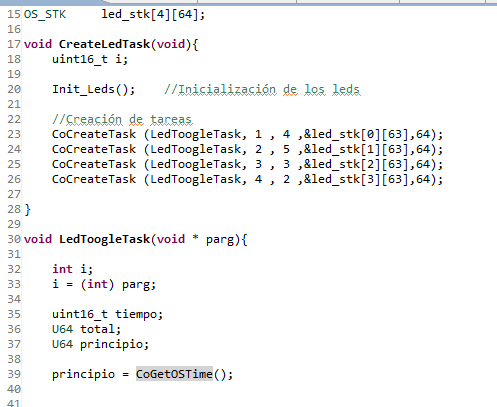 15 OS_STK     led_stk[4][64];
16
17 void CreateLedTask(void){
18     uint16_t i;
19
20     Init_Leds();    //Inicialización de los leds
21
22     //Creación de tareas
23     CoCreateTask (LedToogleTask, 1 , 4 ,&led_stk[0][63],64);
24     CoCreateTask (LedToogleTask, 2 , 5 ,&led_stk[1][63],64);
25     CoCreateTask (LedToogleTask, 3 , 3 ,&led_stk[2][63],64);
26     CoCreateTask (LedToogleTask, 4 , 2 ,&led_stk[3][63],64);
27
28 }
29
30 void LedToogleTask(void * parg){
31
32     int i;
33     i = (int) parg;
34
35     uint16_t tiempo;
36     U64 total;
37     U64 principio;
38
39     principio = CoGetOSTime();
40
41